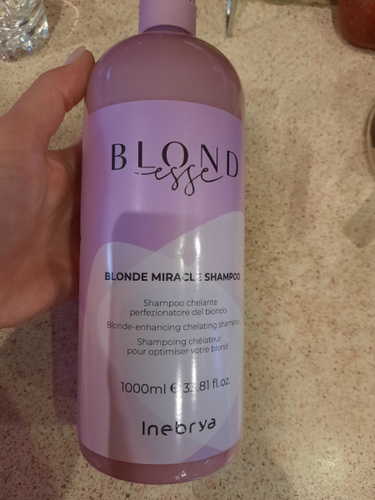 BLOND
esse
BLONDE MIRACLE SHAMPOO
Shampoo chelante
perfezionatore del biondo
Blonde-enhancing chelating shampoo
Shampoing chélateur
pour optimiser votre blond
1000ml ℮ 33,81 fl.oz.
Inebrya